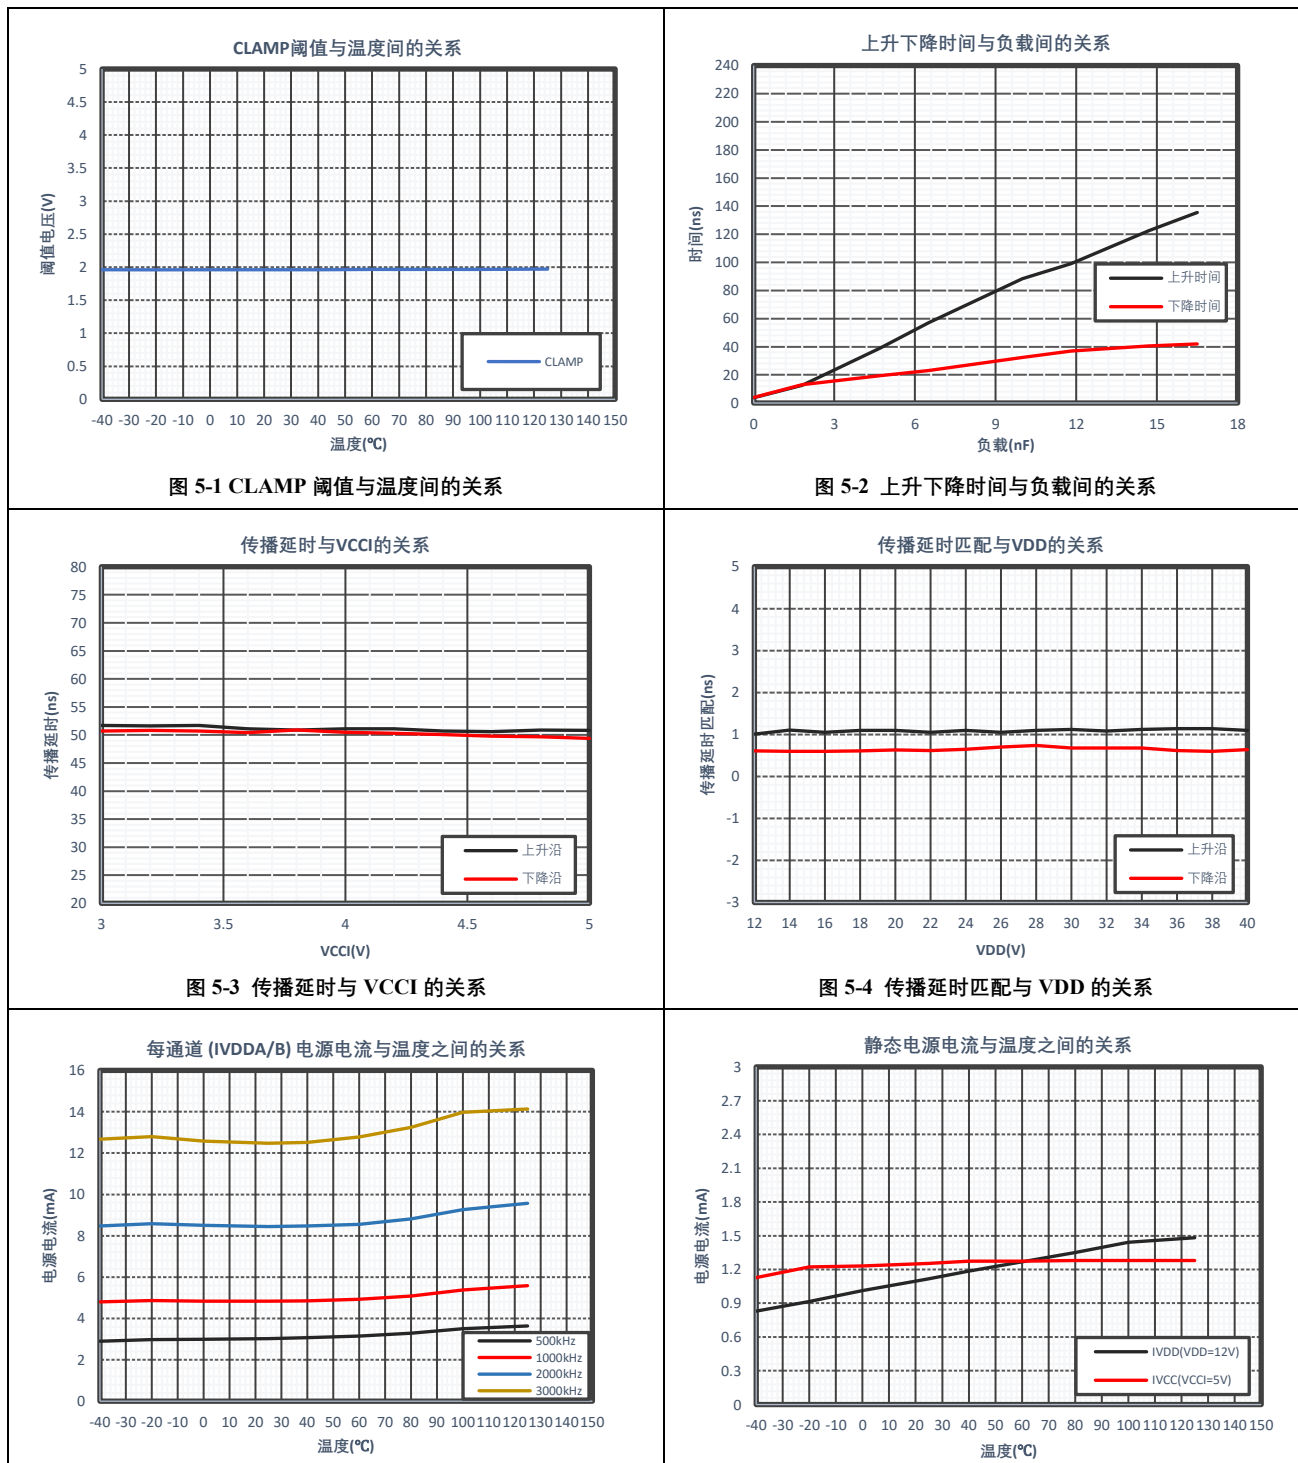 CLAMP阈值与温度间的关系
5
4.5
4
3.5
3
2.5
2
1.5
1
0.5
0
阈值电压(V)
CLAMP
-40 -30 -20 -10 0 10 20 30 40 50 60 70 80 90 100 110 120 130 140 150
温度(℃)
图 5-1 CLAMP 阈值与温度间的关系
上升下降时间与负载间的关系
240
220
200
180
160
140
120
100
80
60
40
20
0
时间(ns)
上升时间
下降时间
0 3 6 9 12 15 18
负载(nF)
图 5-2 上升下降时间与负载间的关系
传播延时与VCCI的关系
80
75
70
65
60
55
50
45
40
35
30
25
20
传播延时(ns)
上升沿
下降沿
3 3.5 4 4.5 5
VCCI(V)
图 5-3 传播延时与 VCCI 的关系
传播延时匹配与VDD的关系
5
4
3
2
1
0
-1
-2
-3
传播延时匹配(ns)
上升沿
下降沿
12 14 16 18 20 22 24 26 28 30 32 34 36 38 40
VDD(V)
图 5-4 传播延时匹配与 VDD 的关系
每通道 (IVDDA/B) 电源电流与温度之间的关系
16
14
12
10
8
6
4
2
0
电源电流(mA)
500kHz
1000kHz
2000kHz
3000kHz
-40 -30 -20 -10 0 10 20 30 40 50 60 70 80 90 100 110 120 130 140 150
温度(℃)
静态电源电流与温度之间的关系
3
2.7
2.4
2.1
1.8
1.5
1.2
0.9
0.6
0.3
0
电源电流(mA)
IVDD(VDD=12V)
IVCC(VCCI=5V)
-40 -30 -20 -10 0 10 20 30 40 50 60 70 80 90 100 110 120 130 140 150
温度(℃)